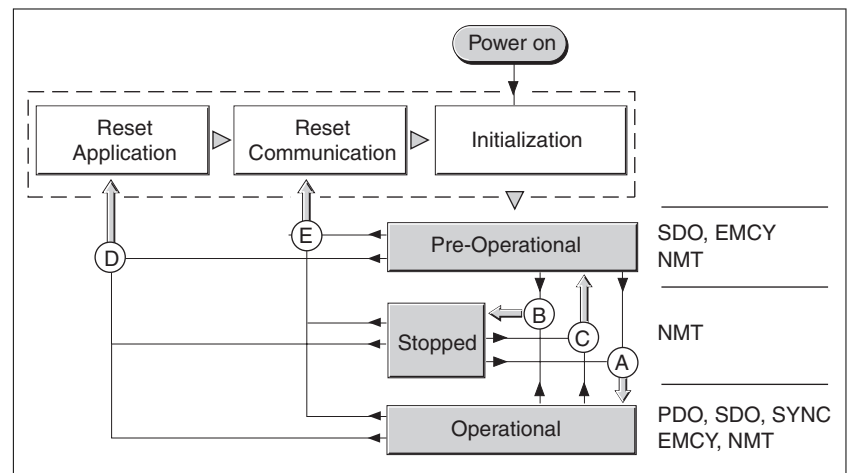 Power on
Reset
Application
Reset
Communication
Initialization
E
Pre-Operational
SDO, EMCY
NMT
D
B
Stopped
C
NMT
A
Operational
PDO, SDO, SYNC
EMCY, NMT